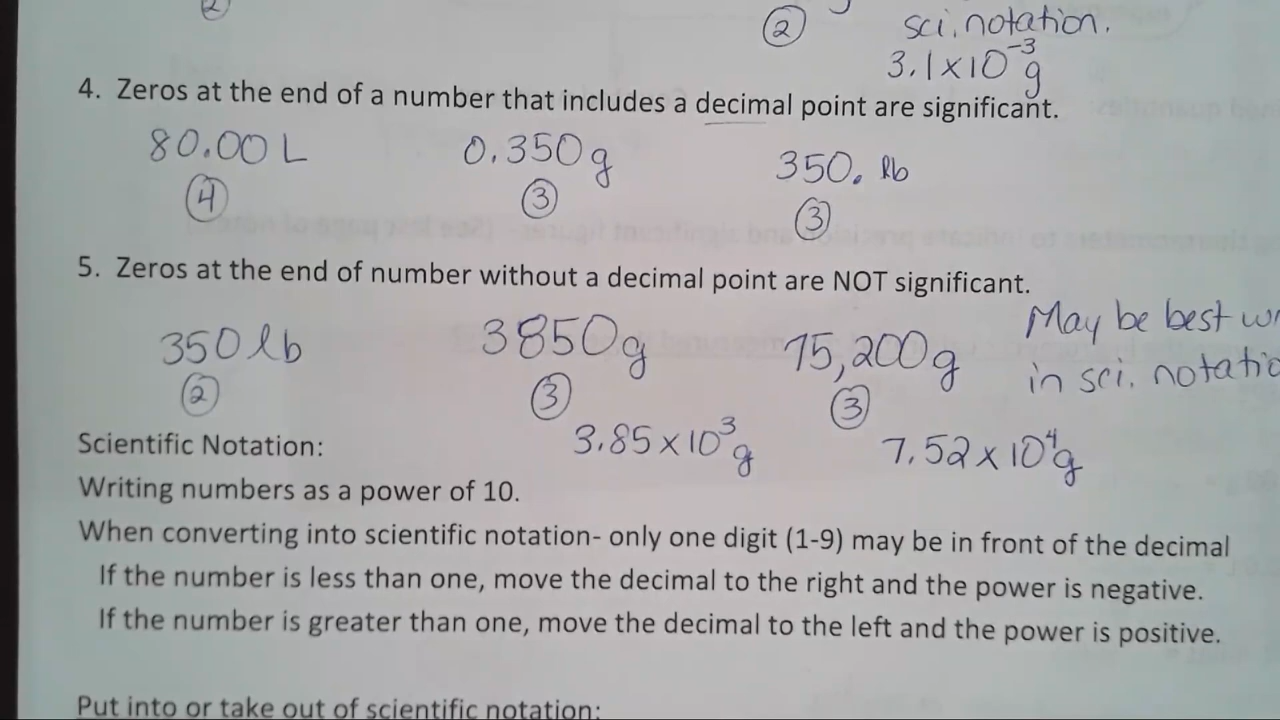 ②
② sci. notation.
3.1x10⁻³ g
4. Zeros at the end of a number that includes a decimal point are significant.
80.00 L 0.350 g 350. lb
④ ③ ③
5. Zeros at the end of number without a decimal point are NOT significant.
350 lb 3850g 75,200g May be best
② ③ ③ in sci.
Scientific Notation: 3.85 x 10³ g 7.52 x 10⁴ g
Writing numbers as a power of 10.
When converting into scientific notation- only one digit (1-9) may be in front of the decimal
If the number is less than one, move the decimal to the right and the power is negative.
If the number is greater than one, move the decimal to the left and the power is positive.
Put into or take out of scientific notation: